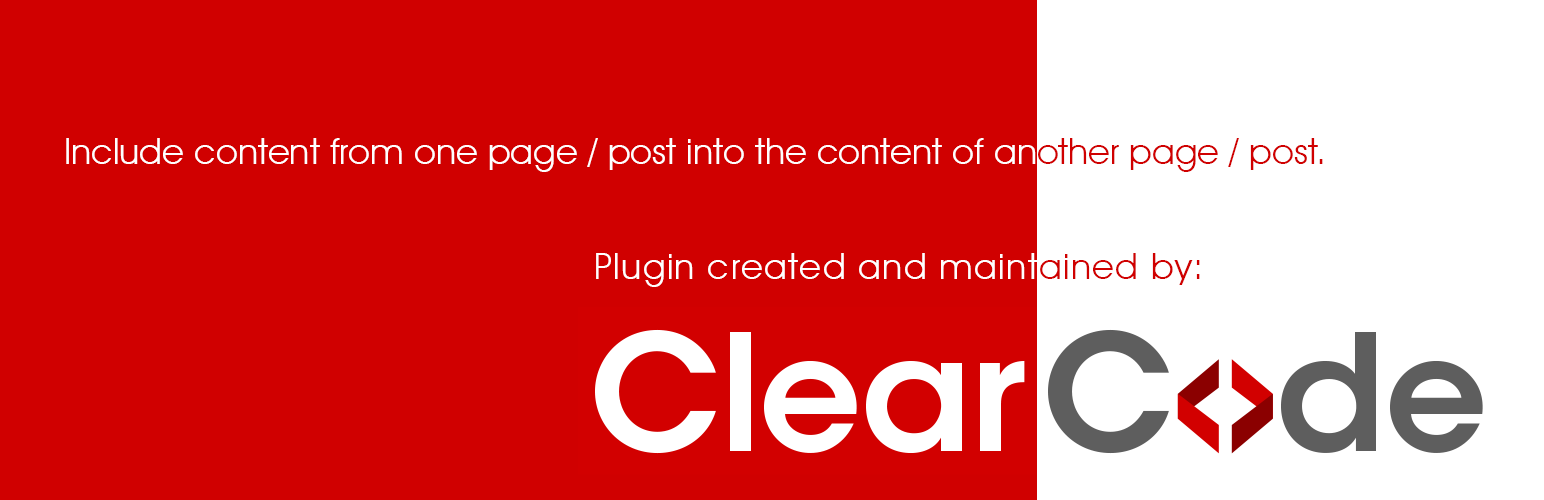 Include content from one page / post into the content of another page / post.
Plugin created and maintained by:
ClearCode